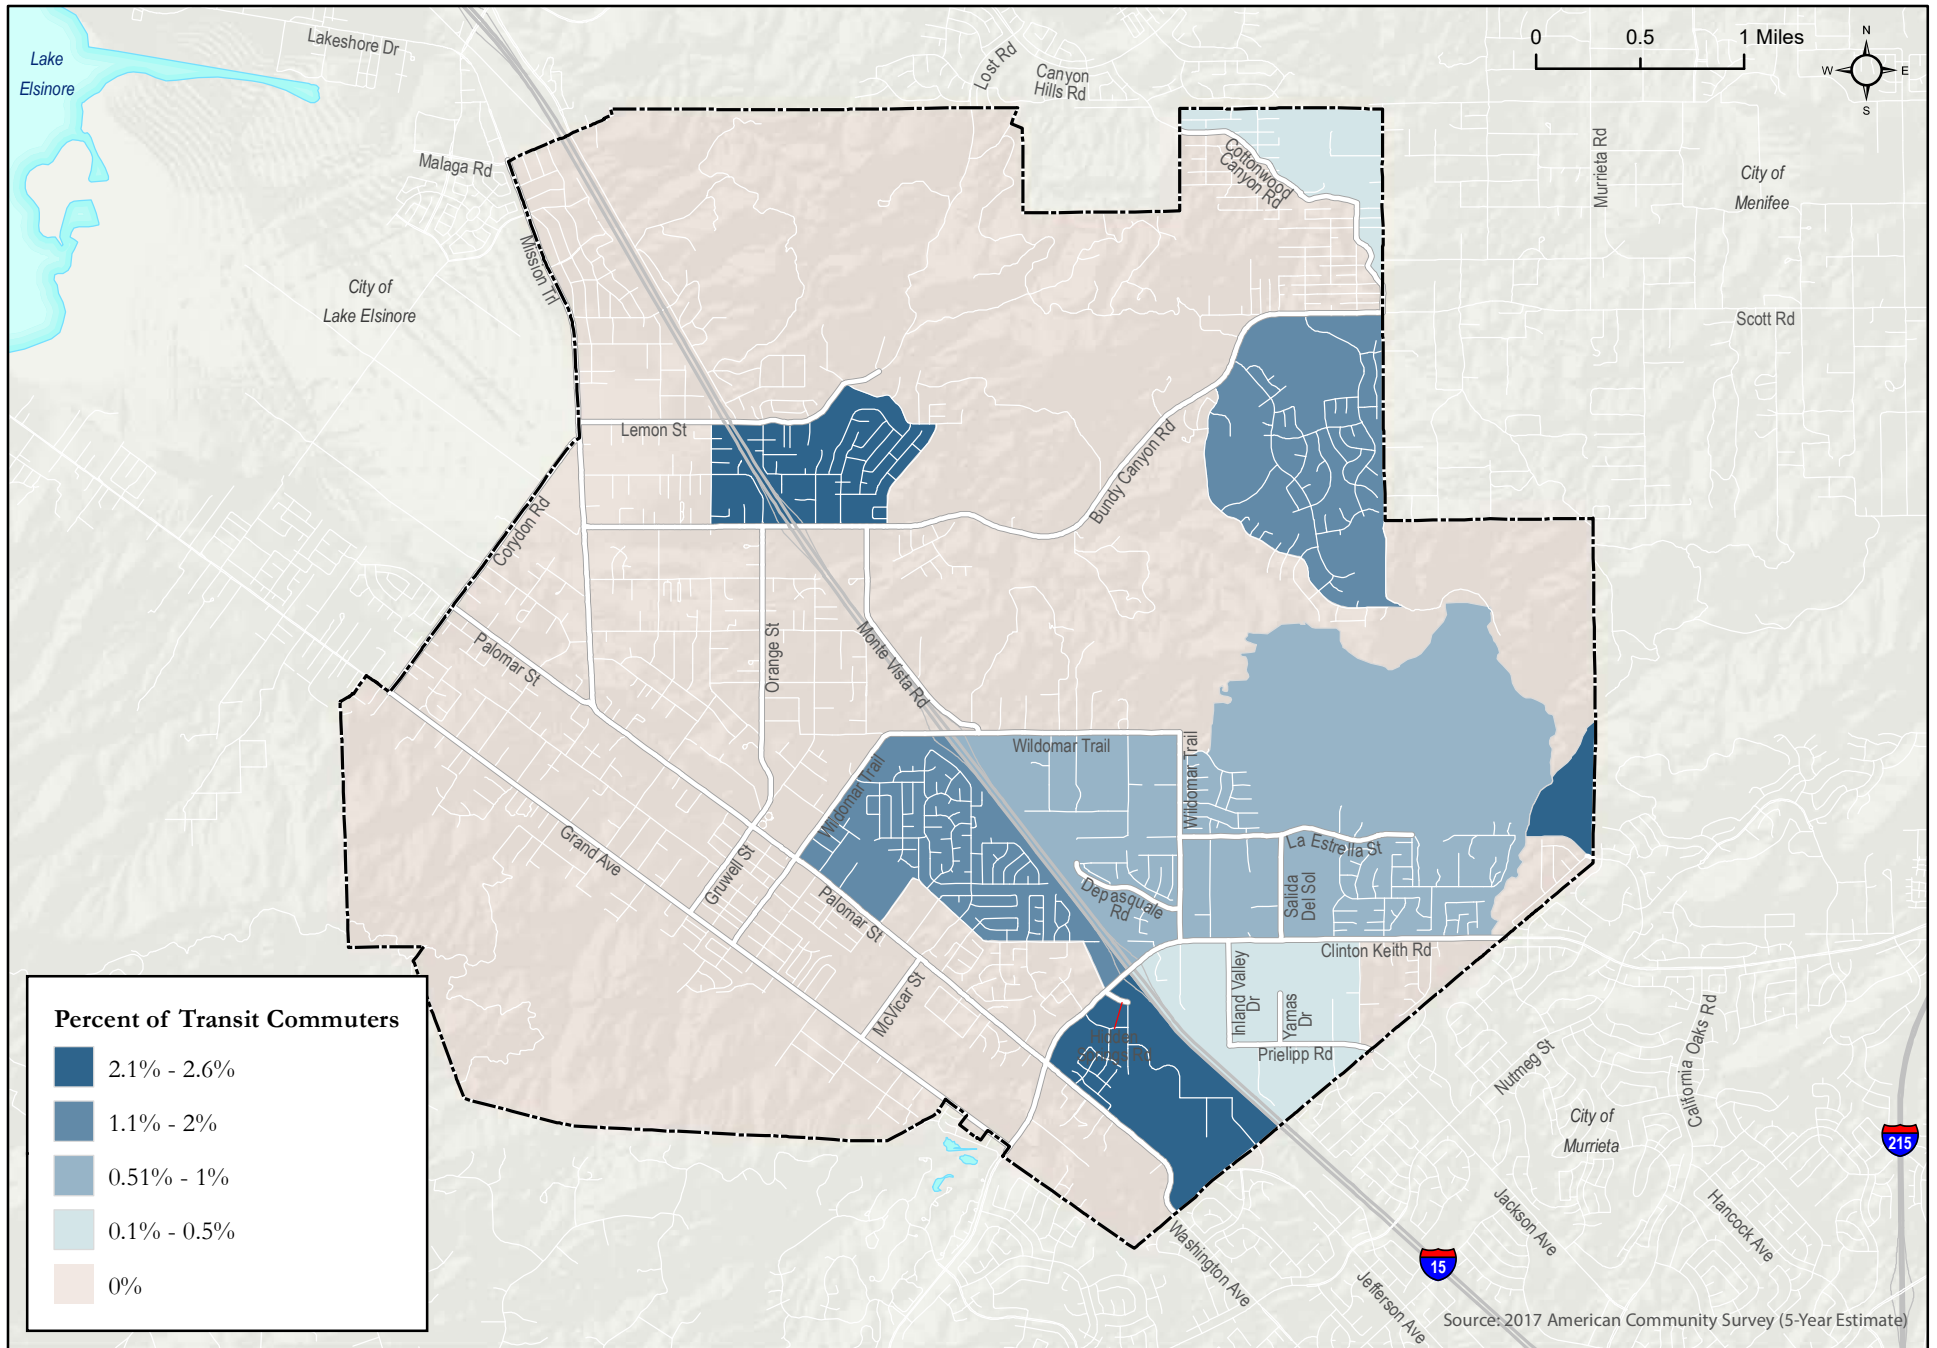 Lake
Elsinore
Lakeshore Dr
Lost Rd
Canyon
Hills Rd
0
0.5
1 Miles
N
W
E
S
Malaga Rd
Cottonwood
Canyon Rd
Murrieta Rd
City of
Menifee
Mission Trl
City of
Lake Elsinore
Scott Rd
Lemon St
Bundy Canyon Rd
Corydon Rd
Palomar St
Orange St
Monte Vista Rd
Wildomar Trail
Wildomar Trail
Wildomar Trail
Grand Ave
Gruwell St
La Estrella St
Palomar St
Depasquale
Rd
Salida
Del Sol
Clinton Keith Rd
McVicar St
Inland Valley
Dr
Yamas
Dr
Hidden
Springs Rd
Prielipp Rd
Nutmeg St
California Oaks Rd
City of
Murrieta
215
Jackson Ave
Hancock Ave
Washington Ave
15
Jefferson Ave
Percent of Transit Commuters
2.1% - 2.6%
1.1% - 2%
0.51% - 1%
0.1% - 0.5%
0%
Source: 2017 American Community Survey (5-Year Estimate)